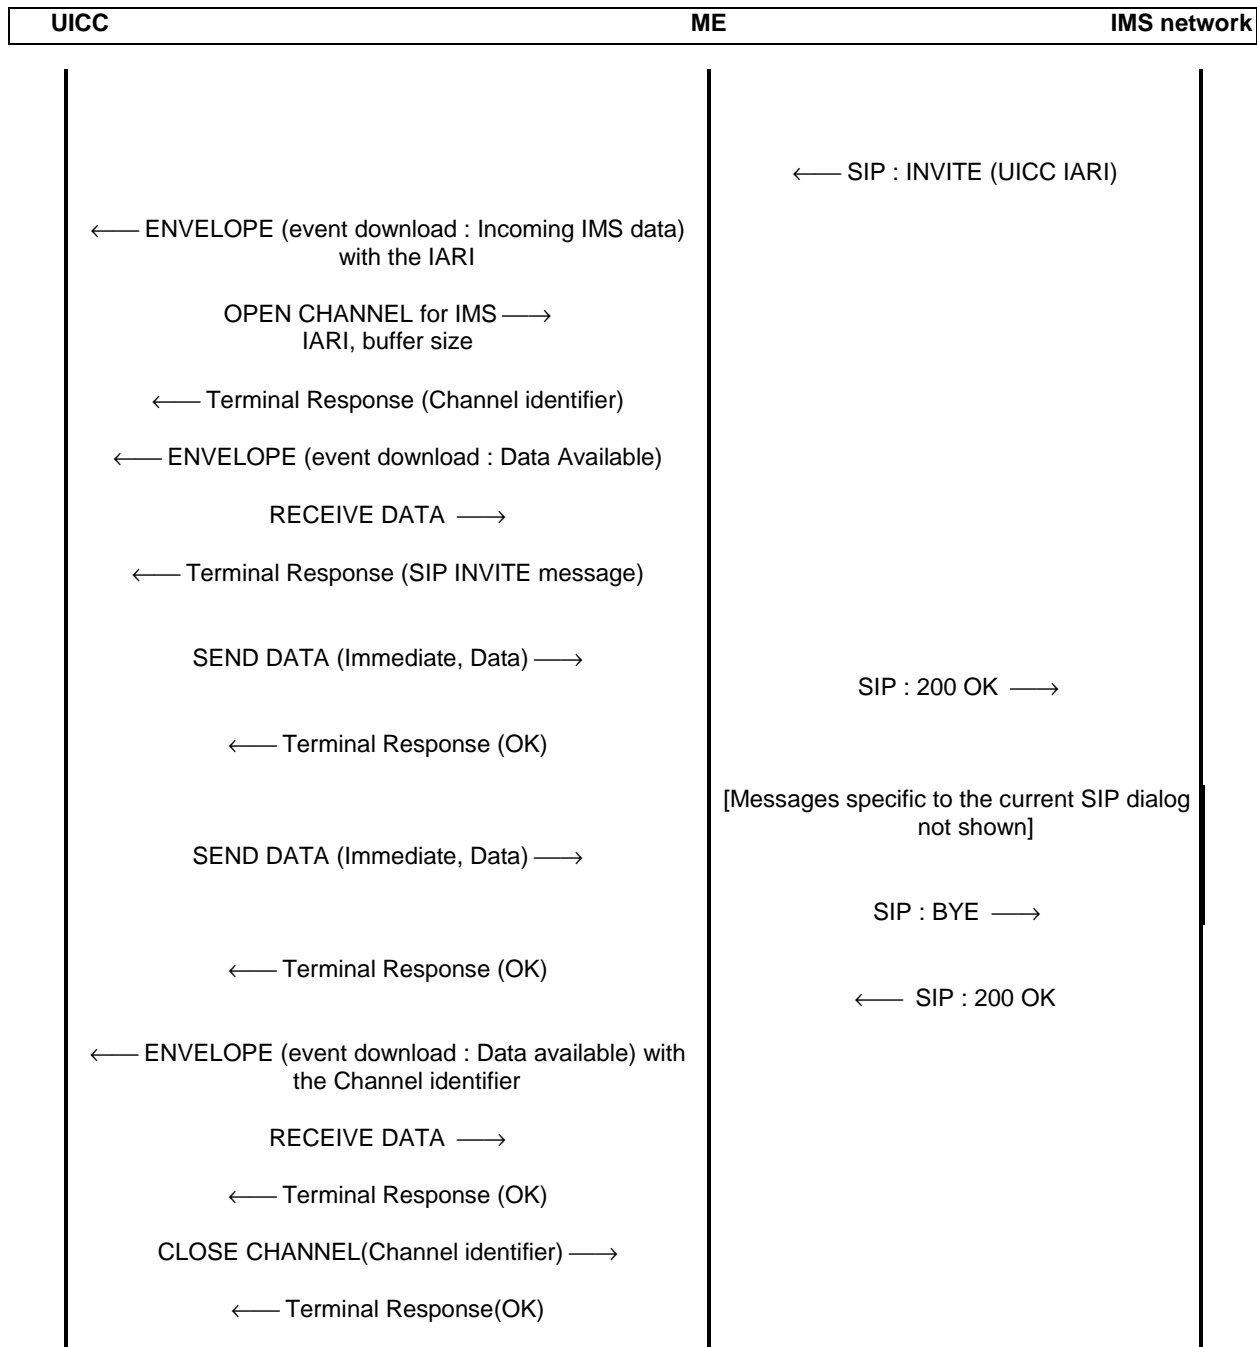 UICC ME IMS network
← SIP : INVITE (UICC IARI)
← ENVELOPE (event download : Incoming IMS data)
with the IARI
OPEN CHANNEL for IMS →
IARI, buffer size
← Terminal Response (Channel identifier)
← ENVELOPE (event download : Data Available)
RECEIVE DATA →
← Terminal Response (SIP INVITE message)
SEND DATA (Immediate, Data) →
SIP : 200 OK →
← Terminal Response (OK)
[Messages specific to the current SIP dialog
not shown]
SEND DATA (Immediate, Data) →
SIP : BYE →
← Terminal Response (OK)
← SIP : 200 OK
← ENVELOPE (event download : Data available) with
the Channel identifier
RECEIVE DATA →
← Terminal Response (OK)
CLOSE CHANNEL(Channel identifier) →
← Terminal Response(OK)